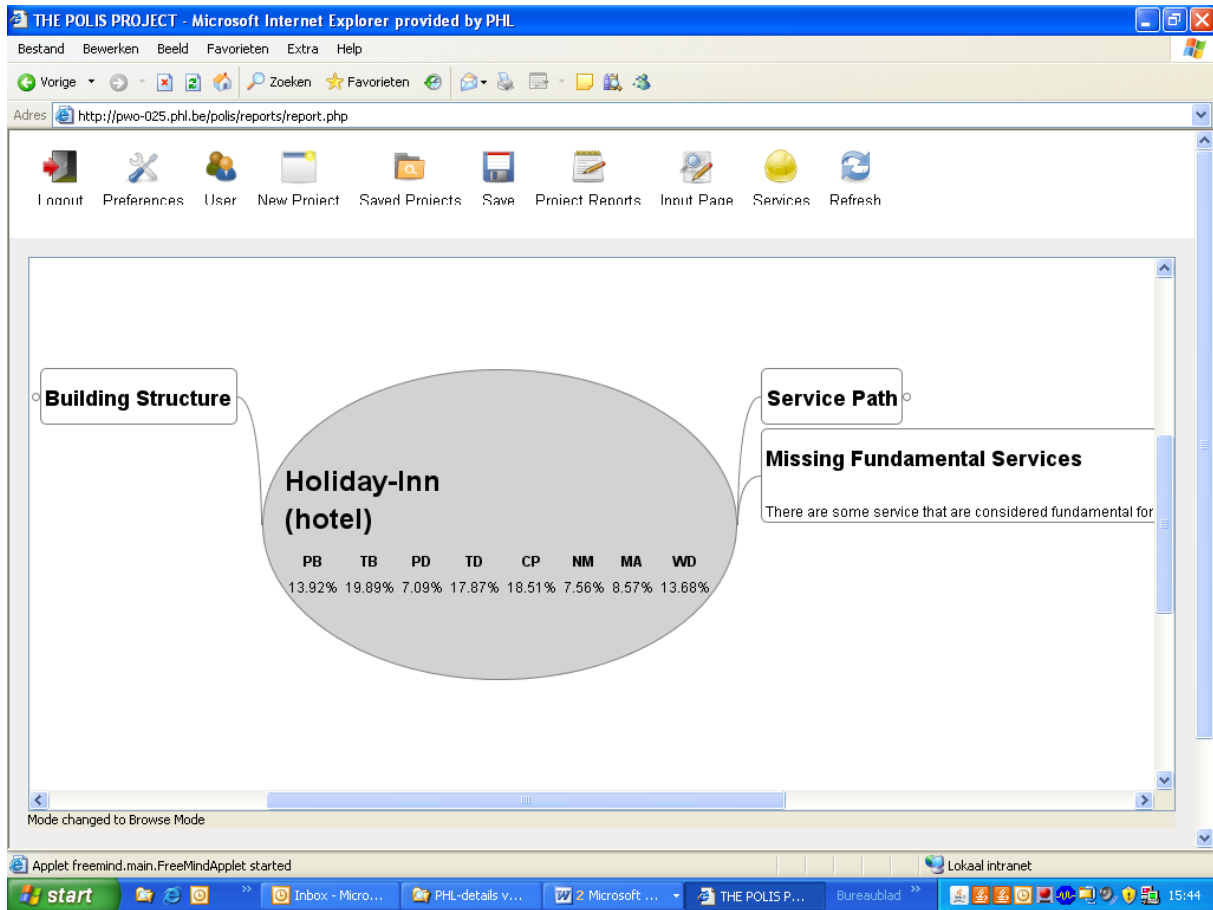 THE POLIS PROJECT - Microsoft Internet Explorer provided by PHL
Bestand Bewerken Beeld Favorieten Extra Help
Vorige Zoeken Favorieten
Adres http://pwo-025.phl.be/polis/reports/report.php
Logout Preferences User New Project Saved Projects Save Project Reports Input Page Services Refresh
Building Structure
Service Path
Missing Fundamental Services
There are some service that are considered fundamental for
Holiday-Inn
(hotel)
PB TB PD TD CP NM MA WD
13.92% 19.89% 7.09% 17.87% 18.51% 7.56% 8.57% 13.68%
Mode changed to Browse Mode
Applet freemind.main.FreeMindApplet started Lokaal intranet
start Inbox - Micro... PHL-details v... 2 Microsoft ... THE POLIS P... Bureaublad 15:44